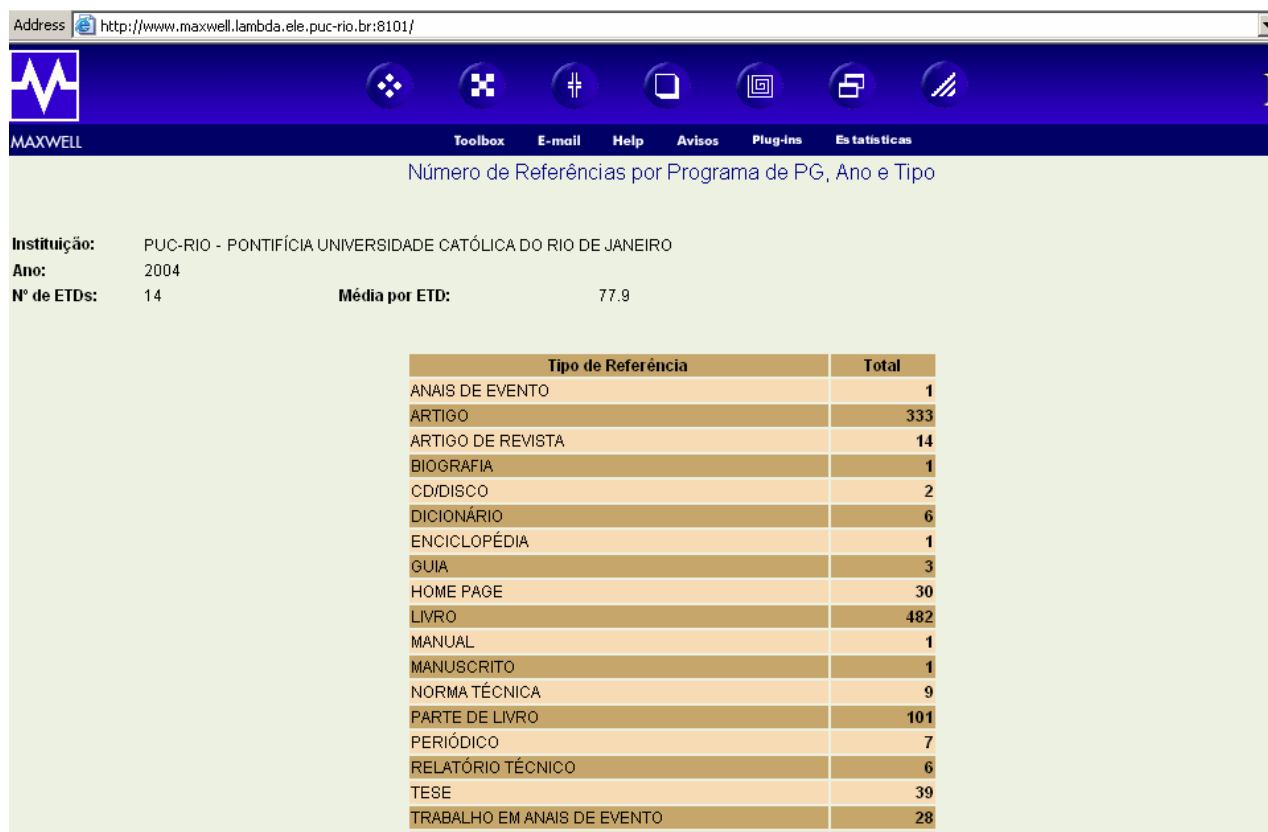 Address http://www.maxwell.lambda.ele.puc-rio.br:8101/
MAXWELL Toolbox E-mail Help Avisos Plug-ins Estatísticas
Número de Referências por Programa de PG, Ano e Tipo
Instituição: PUC-RIO - PONTIFÍCIA UNIVERSIDADE CATÓLICA DO RIO DE JANEIRO
Ano: 2004
Nº de ETDs: 14 Média por ETD: 77.9
Tipo de Referência Total
ANAIS DE EVENTO 1
ARTIGO 333
ARTIGO DE REVISTA 14
BIOGRAFIA 1
CD/DISCO 2
DICIONÁRIO 6
ENCICLOPÉDIA 1
GUIA 3
HOME PAGE 30
LIVRO 482
MANUAL 1
MANUSCRITO 1
NORMA TÉCNICA 9
PARTE DE LIVRO 101
PERIÓDICO 7
RELATÓRIO TÉCNICO 6
TESE 39
TRABALHO EM ANAIS DE EVENTO 28